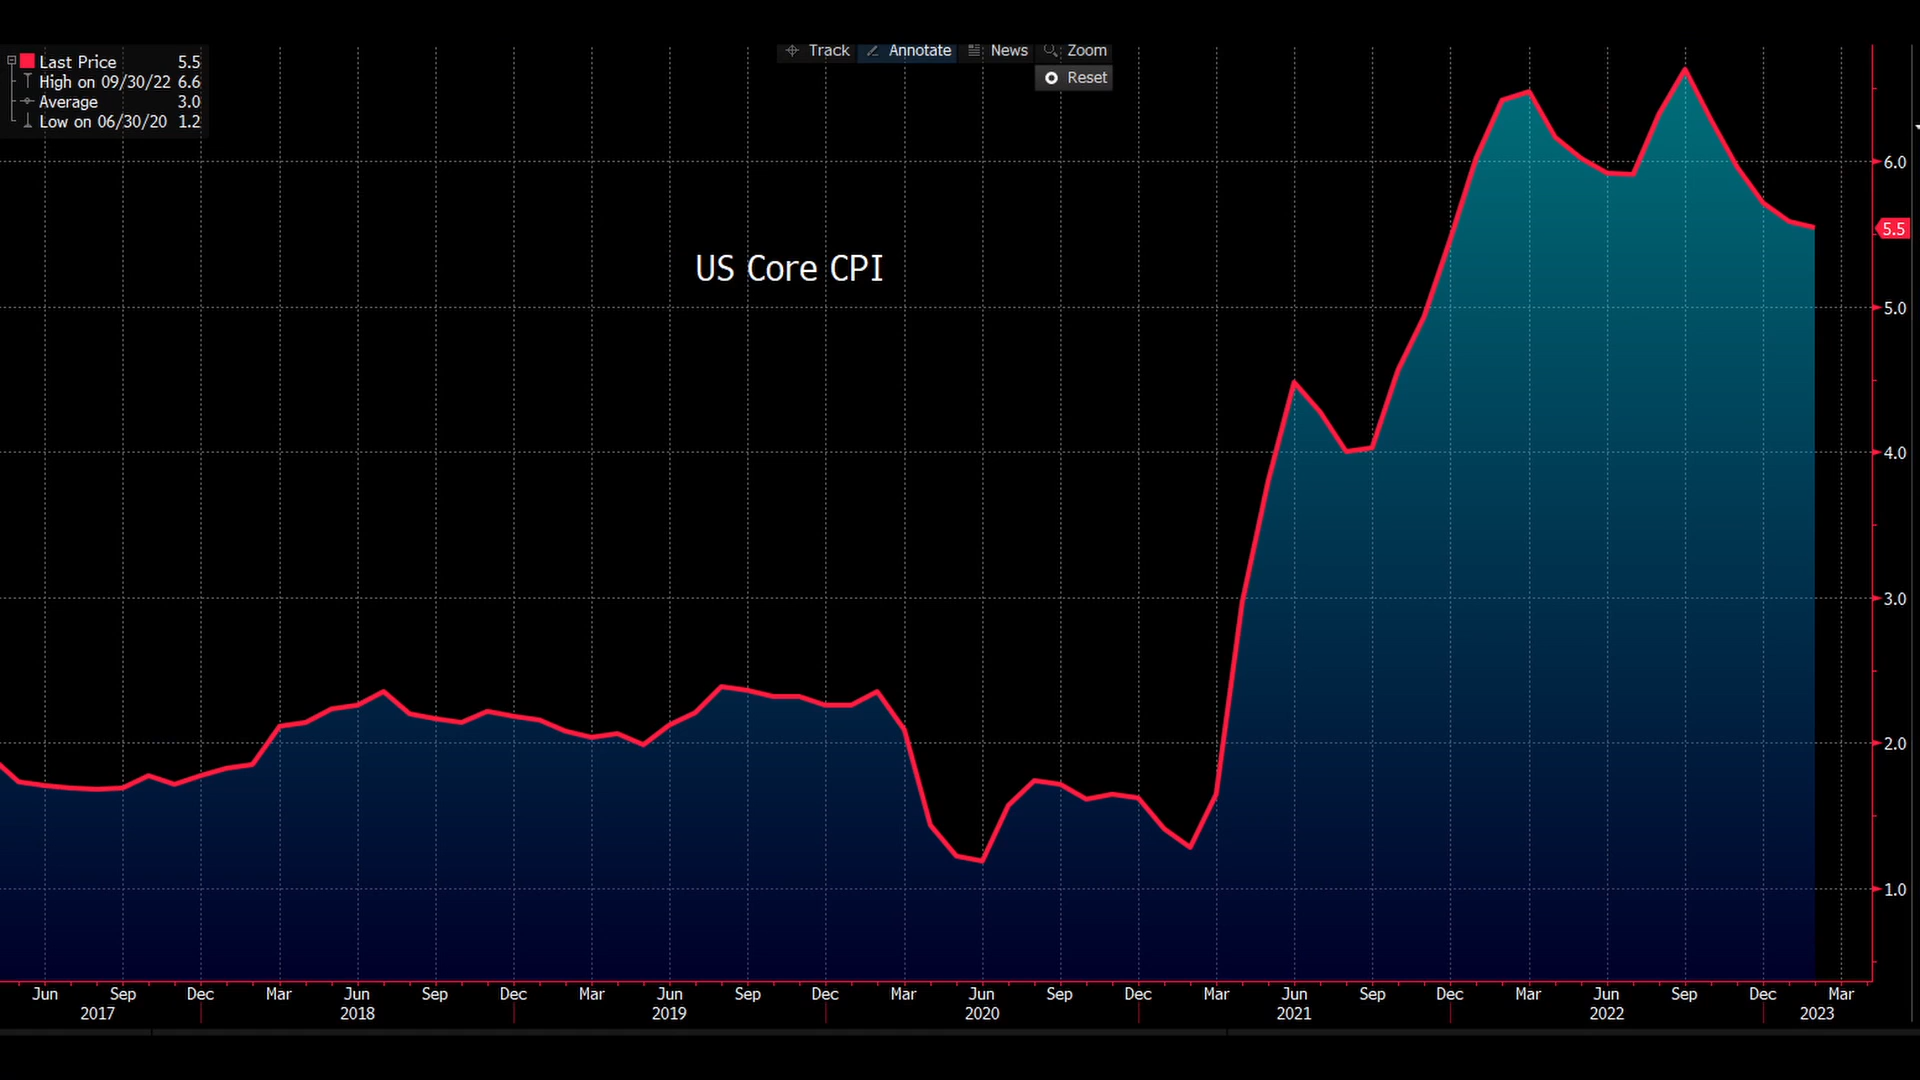 Track Annotate News Zoom
Reset
Last Price 5.5
High on 09/30/22 6.6
Average 3.0
Low on 06/30/20 1.2
US Core CPI
6.0
5.5
5.0
4.0
3.0
2.0
1.0
Jun Sep Dec Mar Jun Sep Dec Mar Jun Sep Dec Mar Jun Sep Dec Mar Jun Sep Dec Mar Jun Sep Dec Mar
2017 2018 2019 2020 2021 2022 2023